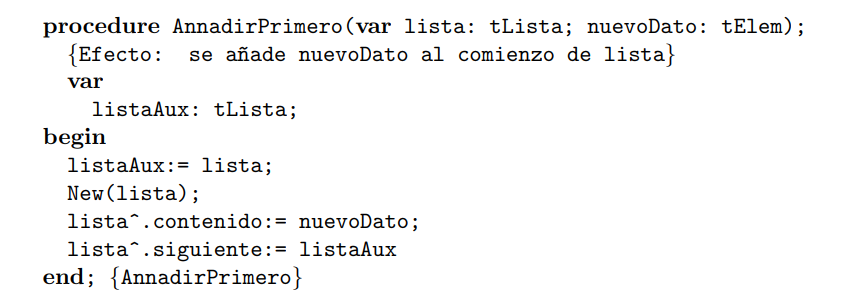 procedure AnnadirPrimero(var lista: tLista; nuevoDato: tElem);
{Efecto: se añade nuevoDato al comienzo de lista}
var
listaAux: tLista;
begin
listaAux:= lista;
New(lista);
lista^.contenido:= nuevoDato;
lista^.siguiente:= listaAux
end; {AnnadirPrimero}